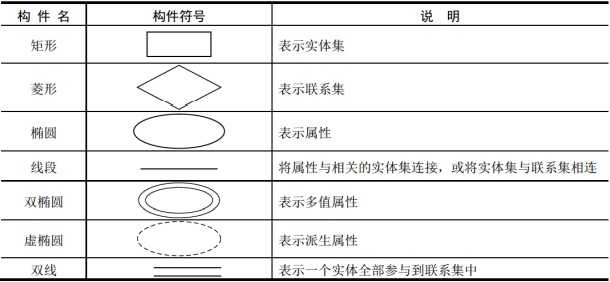 构 件 名 构件符号 说 明
矩形 表示实体集
菱形 表示联系集
椭圆 表示属性
线段 将属性与相关的实体集连接，或将实体集与联系集相连
双椭圆 表示多值属性
虚椭圆 表示派生属性
双线 表示一个实体全部参与到联系集中